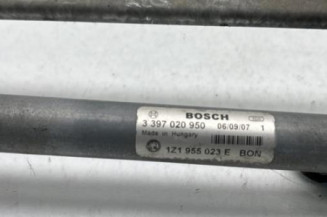 BOSCH
3 397 020 950 06/09/07 1
Made in Hungary
1Z1 955 023 E BON